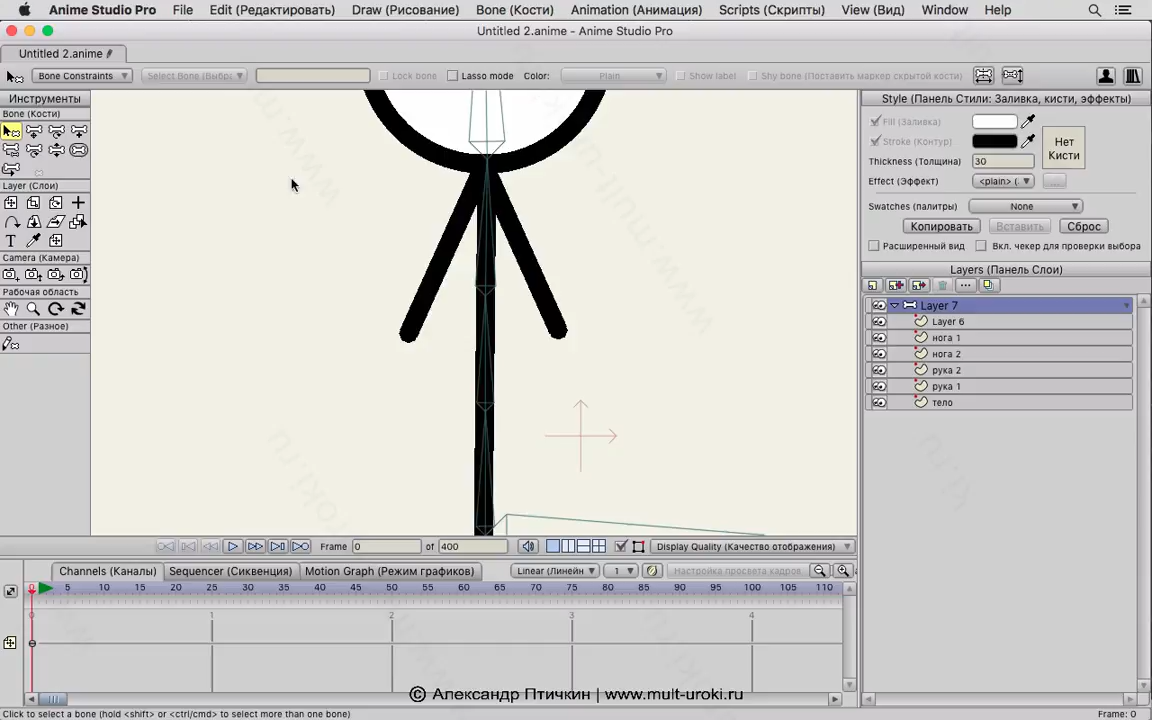 Anime Studio Pro File Edit (Редактировать) Draw (Рисование) Bone (Кости) Animation (Анимация) Scripts (Скрипты) View (Вид) Window Help
Untitled 2.anime - Anime Studio Pro
Untitled 2.anime
Bone Constraints Select Bone (Выбра Lock bone Lasso mode Color: Plain Show label Shy bone (Поставить маркер скрытой кости)
Инструменты
Bone (Кости)
Layer (Слои)
Camera (Камера)
Рабочая область
Other (Разное)
Style (Панель Стили: Заливка, кисти, эффекты)
Fill (Заливка)
Stroke (Контур)
Нет
Кисти
Thickness (Толщина) 30
Effect (Эффект) <plain> (
Swatches (палитры) None
Копировать Вставить Сброс
Расширенный вид Вкл. чекер для проверки выбора
Layers (Панель Слои)
Layer 7
Layer 6
нога 1
нога 2
рука 2
рука 1
тело
Frame 0 of 400 Display Quality (Качество отображения)
Channels (Каналы) Sequencer (Сиквенция) Motion Graph (Режим графиков) Linear (Линейн 1 Настройка просвета кадров
0 5 10 15 20 25 30 35 40 45 50 55 60 65 70 75 80 85 90 95 100 105 110
0 1 2 3 4
© Александр Птичкин | www.mult-uroki.ru
Click to select a bone (hold <shift> or <ctrl/cmd> to select more than one bone) Frame: 0